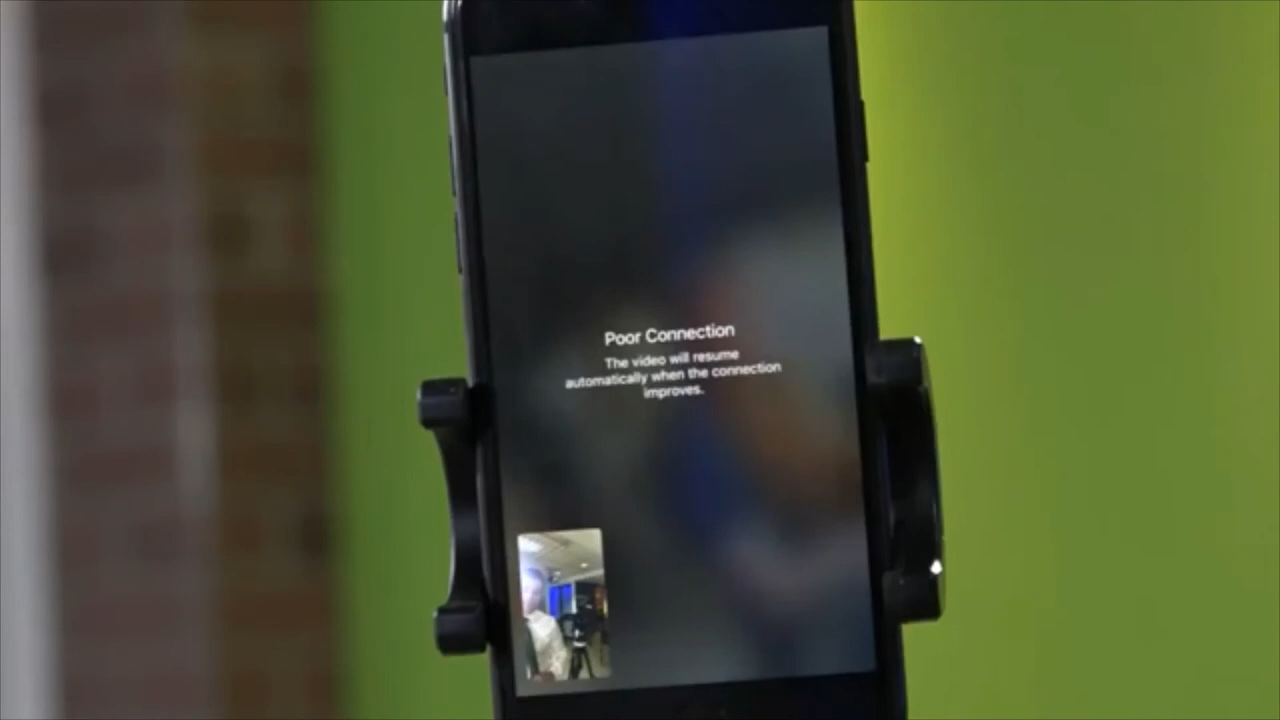 Poor Connection
The video will resume
automatically when the connection
improves.